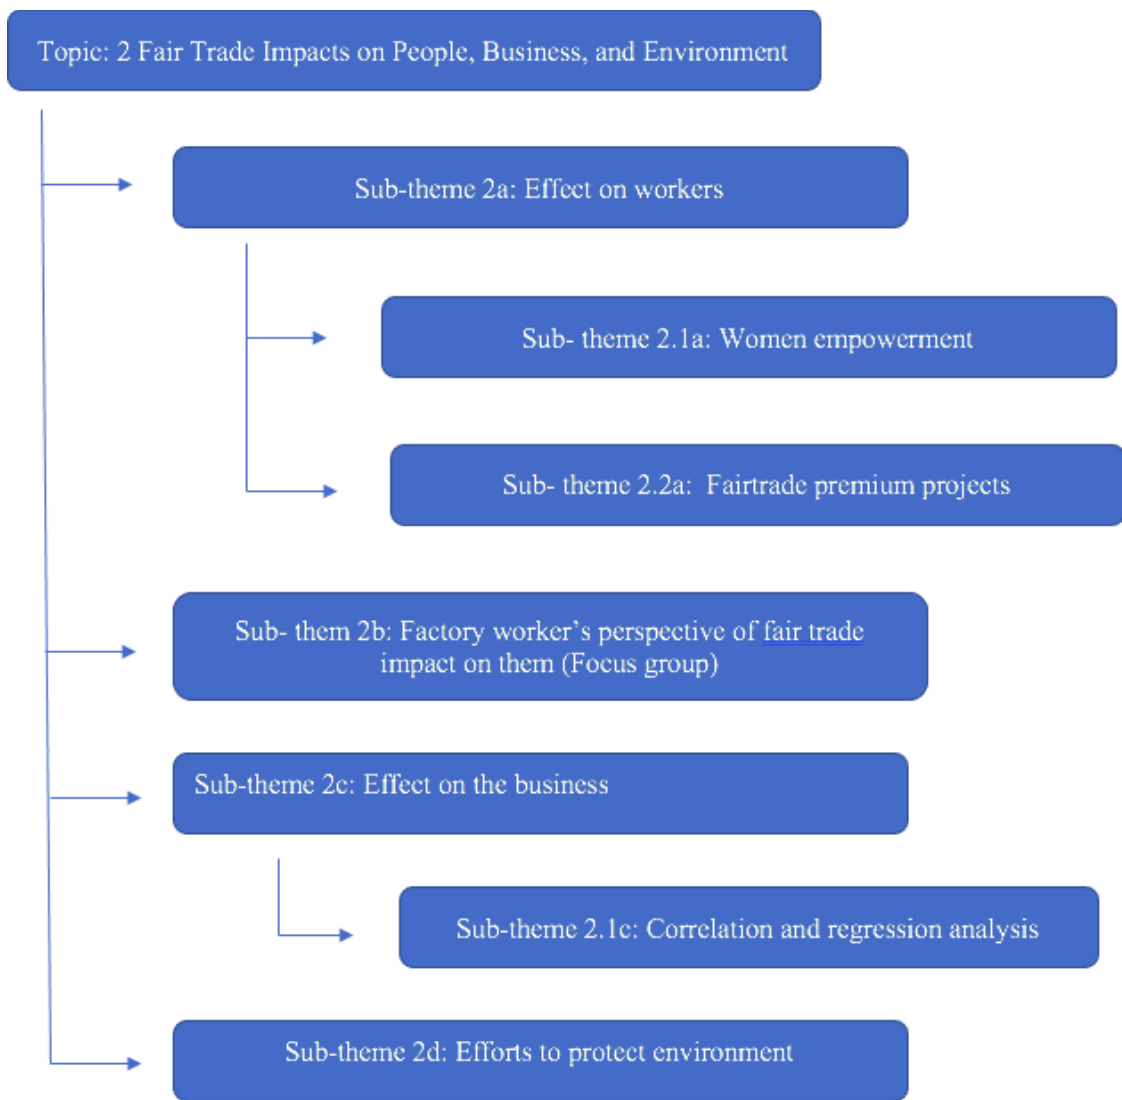 Topic: 2 Fair Trade Impacts on People, Business, and Environment
Sub-theme 2a: Effect on workers
Sub- theme 2.1a: Women empowerment
Sub- theme 2.2a: Fairtrade premium projects
Sub- them 2b: Factory worker’s perspective of fair trade
impact on them (Focus group)
Sub-theme 2c: Effect on the business
Sub-theme 2.1c: Correlation and regression analysis
Sub-theme 2d: Efforts to protect environment